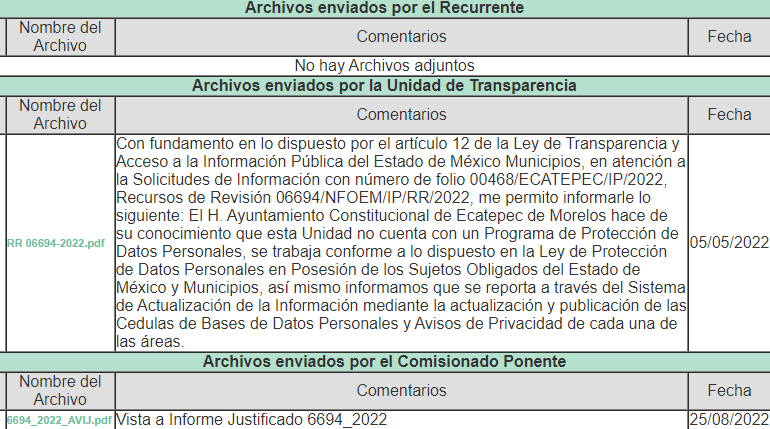 Archivos enviados por el Recurrente
Nombre del
Archivo
Comentarios
Fecha
No hay Archivos adjuntos
Archivos enviados por la Unidad de Transparencia
Nombre del
Archivo
Comentarios
Fecha
RR 06694-2022.pdf
Con fundamento en lo dispuesto por el artículo 12 de la Ley de Transparencia y
Acceso a la Información Pública del Estado de México Municipios, en atención a
la Solicitudes de Información con número de folio 00468/ECATEPEC/IP/2022,
Recursos de Revisión 06694/NFOEM/IP/RR/2022, me permito informarle lo
siguiente: El H. Ayuntamiento Constitucional de Ecatepec de Morelos hace de
su conocimiento que esta Unidad no cuenta con un Programa de Protección de
Datos Personales, se trabaja conforme a lo dispuesto en la Ley de Protección
de Datos Personales en Posesión de los Sujetos Obligados del Estado de
México y Municipios, así mismo informamos que se reporta a través del Sistema
de Actualización de la Información mediante la actualización y publicación de las
Cedulas de Bases de Datos Personales y Avisos de Privacidad de cada una de
las áreas.
05/05/2022
Archivos enviados por el Comisionado Ponente
Nombre del
Archivo
Comentarios
Fecha
6694_2022_AVIJ.pdf
Vista a Informe Justificado 6694_2022
25/08/2022